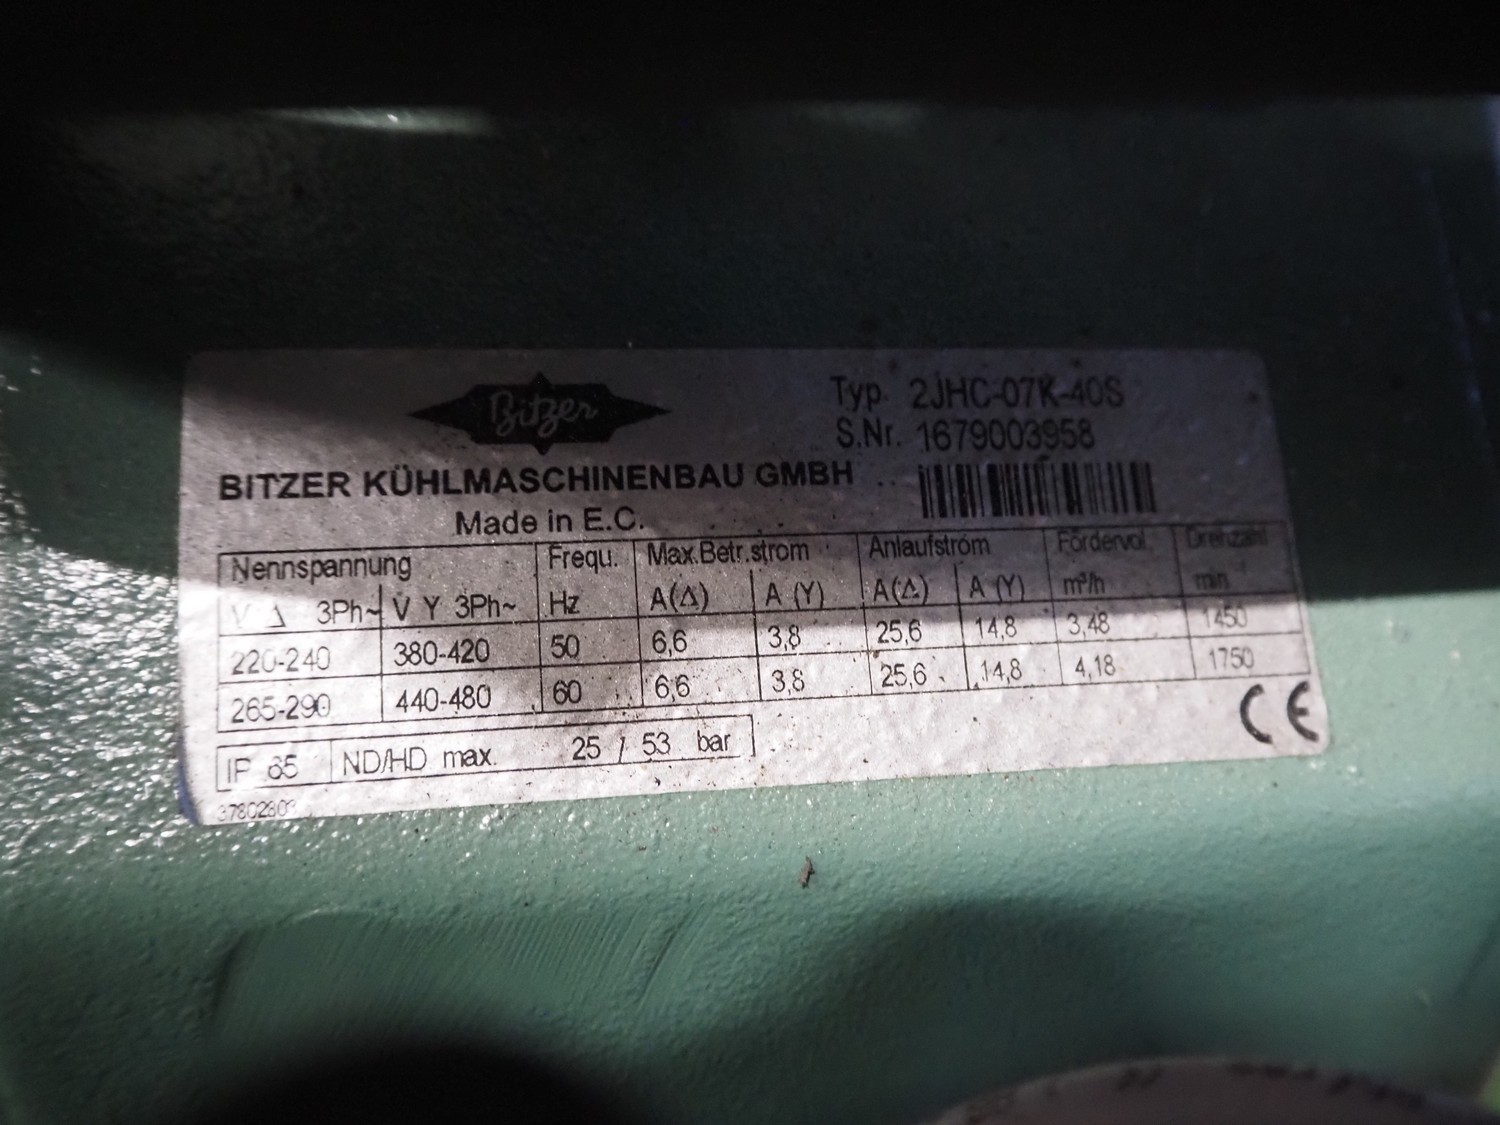 Bitzer
Typ 2JHC-07K-40S
S.Nr. 1679003958
BITZER KÜHLMASCHINENBAU GMBH
Made in E.C.
Nennspannung Frequ. Max.Betr.strom Anlaufstrom Fördervol. Drehzahl
V Δ 3Ph~ V Y 3Ph~ Hz A(Δ) A (Y) A(Δ) A (Y) m³/h min
220-240 380-420 50 6,6 3,8 25,6 14,8 3,48 1450
265-290 440-480 60 6,6 3,8 25,6 14,8 4,18 1750
IP 65 ND/HD max. 25 / 53 bar CE